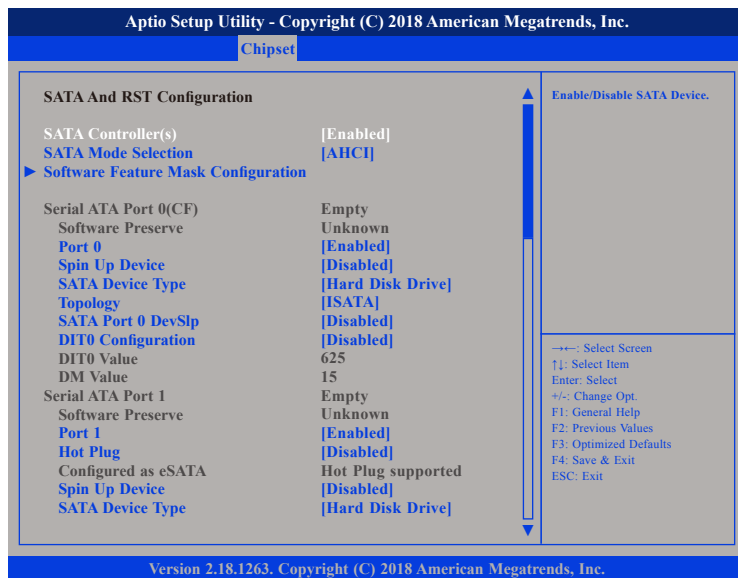 Aptio Setup Utility - Copyright (C) 2018 American Megatrends, Inc.
Chipset
SATA And RST Configuration
SATA Controller(s) [Enabled]
SATA Mode Selection [AHCI]
► Software Feature Mask Configuration
Serial ATA Port 0(CF) Empty
Software Preserve Unknown
Port 0 [Enabled]
Spin Up Device [Disabled]
SATA Device Type [Hard Disk Drive]
Topology [ISATA]
SATA Port 0 DevSlp [Disabled]
DIT0 Configuration [Disabled]
DIT0 Value 625
DM Value 15
Serial ATA Port 1 Empty
Software Preserve Unknown
Port 1 [Enabled]
Hot Plug [Disabled]
Configured as eSATA Hot Plug supported
Spin Up Device [Disabled]
SATA Device Type [Hard Disk Drive]
Enable/Disable SATA Device.
→←: Select Screen
↑↓: Select Item
Enter: Select
+/-: Change Opt.
F1: General Help
F2: Previous Values
F3: Optimized Defaults
F4: Save & Exit
ESC: Exit
Version 2.18.1263. Copyright (C) 2018 American Megatrends, Inc.